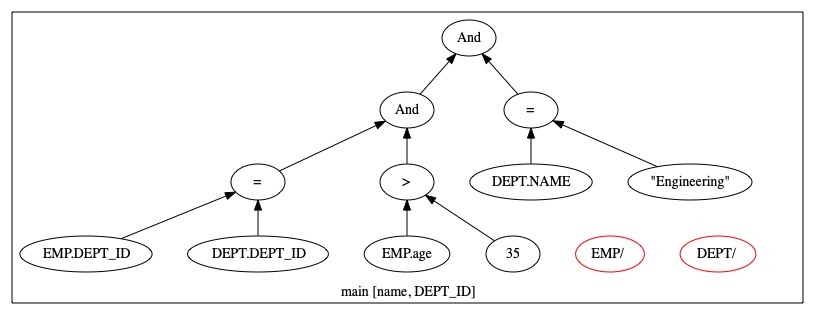 And
And
=
=
>
DEPT.NAME
"Engineering"
EMP.DEPT_ID
DEPT.DEPT_ID
EMP.age
35
EMP/
DEPT/
main [name, DEPT_ID]